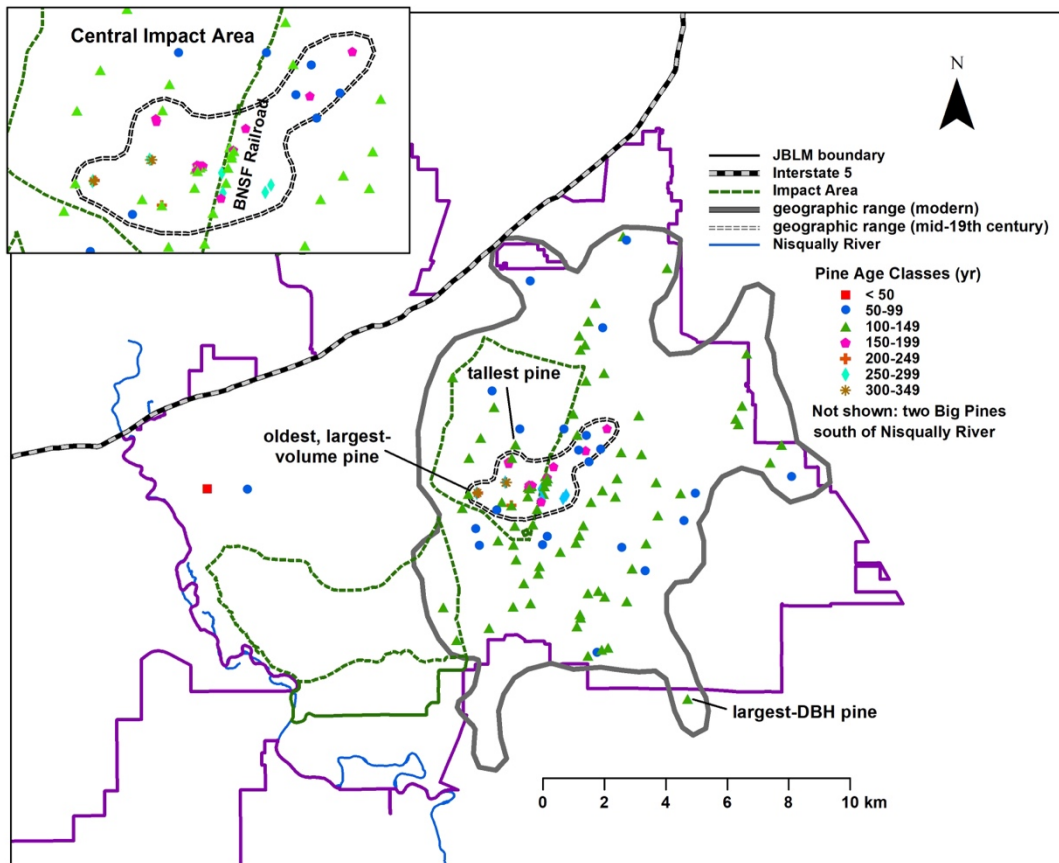 Central Impact Area
BNSF Railroad
N
JBLM boundary
Interstate 5
Impact Area
geographic range (modern)
geographic range (mid-19th century)
Nisqually River
Pine Age Classes (yr)
< 50
50-99
100-149
150-199
200-249
250-299
300-349
Not shown: two Big Pines
south of Nisqually River
tallest pine
oldest, largest-
volume pine
largest-DBH pine
0 2 4 6 8 10 km